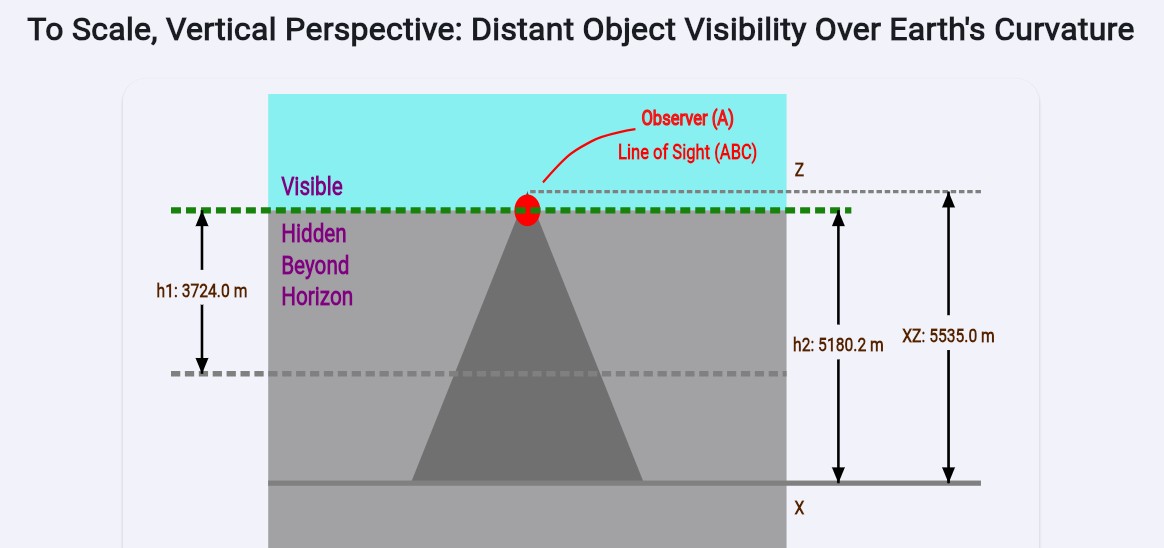 To Scale, Vertical Perspective: Distant Object Visibility Over Earth's Curvature
Observer (A)
Line of Sight (ABC)
Z
Visible
Hidden
Beyond
Horizon
h1: 3724.0 m
h2: 5180.2 m
XZ: 5535.0 m
X